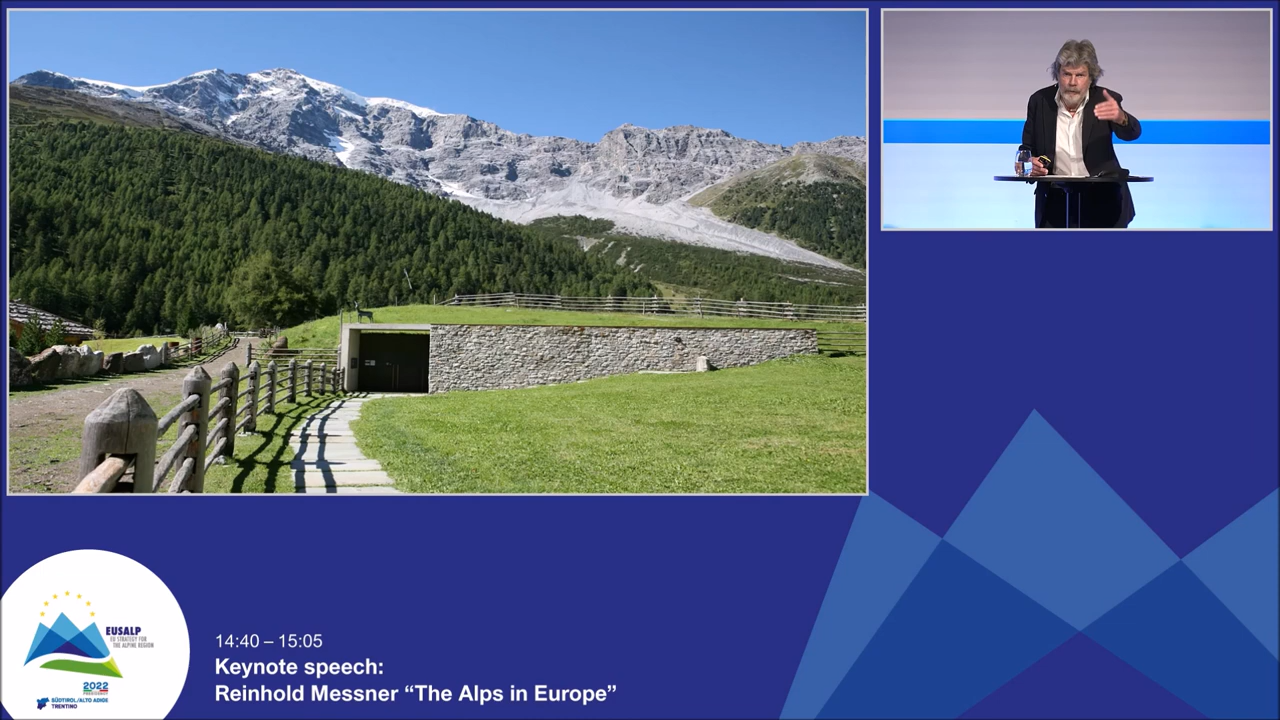 14:40 – 15:05
Keynote speech:
Reinhold Messner “The Alps in Europe”
EUSALP
EU STRATEGY FOR
THE ALPINE REGION
2022
PRESIDENCY
SÜDTIROL/ALTO ADIGE
TRENTINO